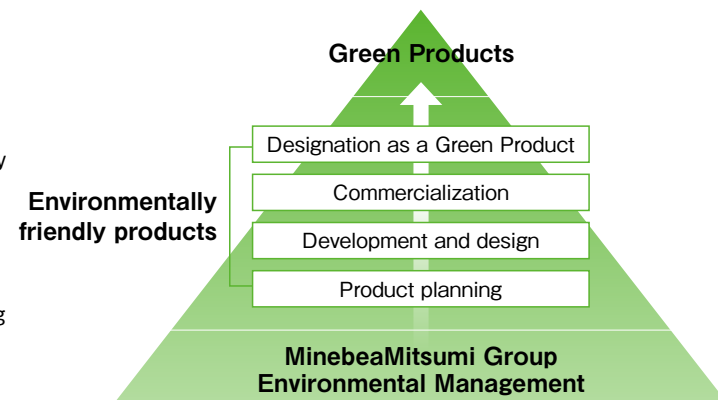 Green Products
Designation as a Green Product
Commercialization
Development and design
Product planning
Environmentally
friendly products
MinebeaMitsumi Group
Environmental Management
y
g